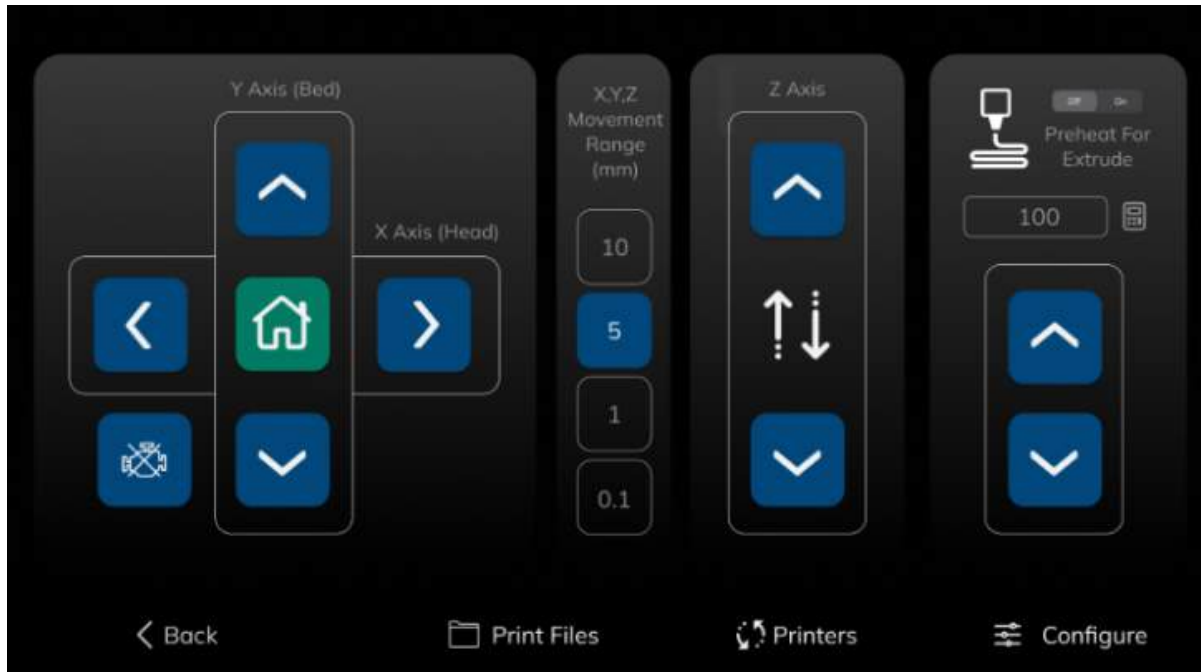 Y Axis (Bed)
X Axis (Head)
X,Y,Z
Movement
Range
(mm)
10
5
1
0.1
Z Axis
Off On
Preheat For
Extrude
100
Back
Print Files
Printers
Configure